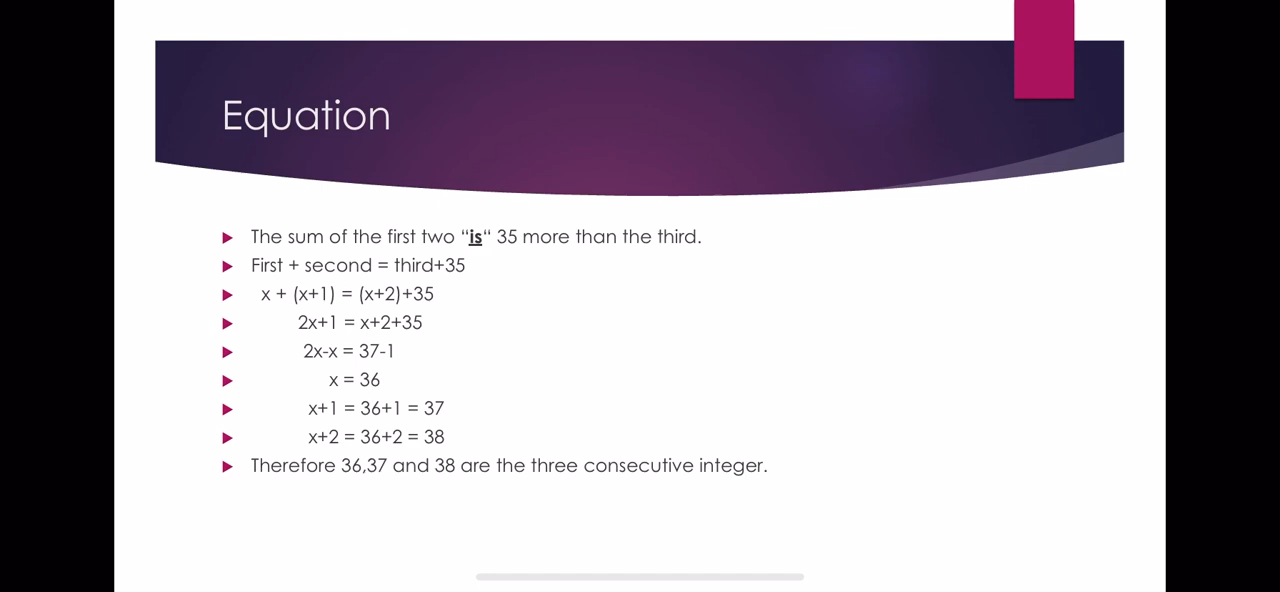 Equation
The sum of the first two “is“ 35 more than the third.
First + second = third+35
x + (x+1) = (x+2)+35
2x+1 = x+2+35
2x-x = 37-1
x = 36
x+1 = 36+1 = 37
x+2 = 36+2 = 38
Therefore 36,37 and 38 are the three consecutive integer.